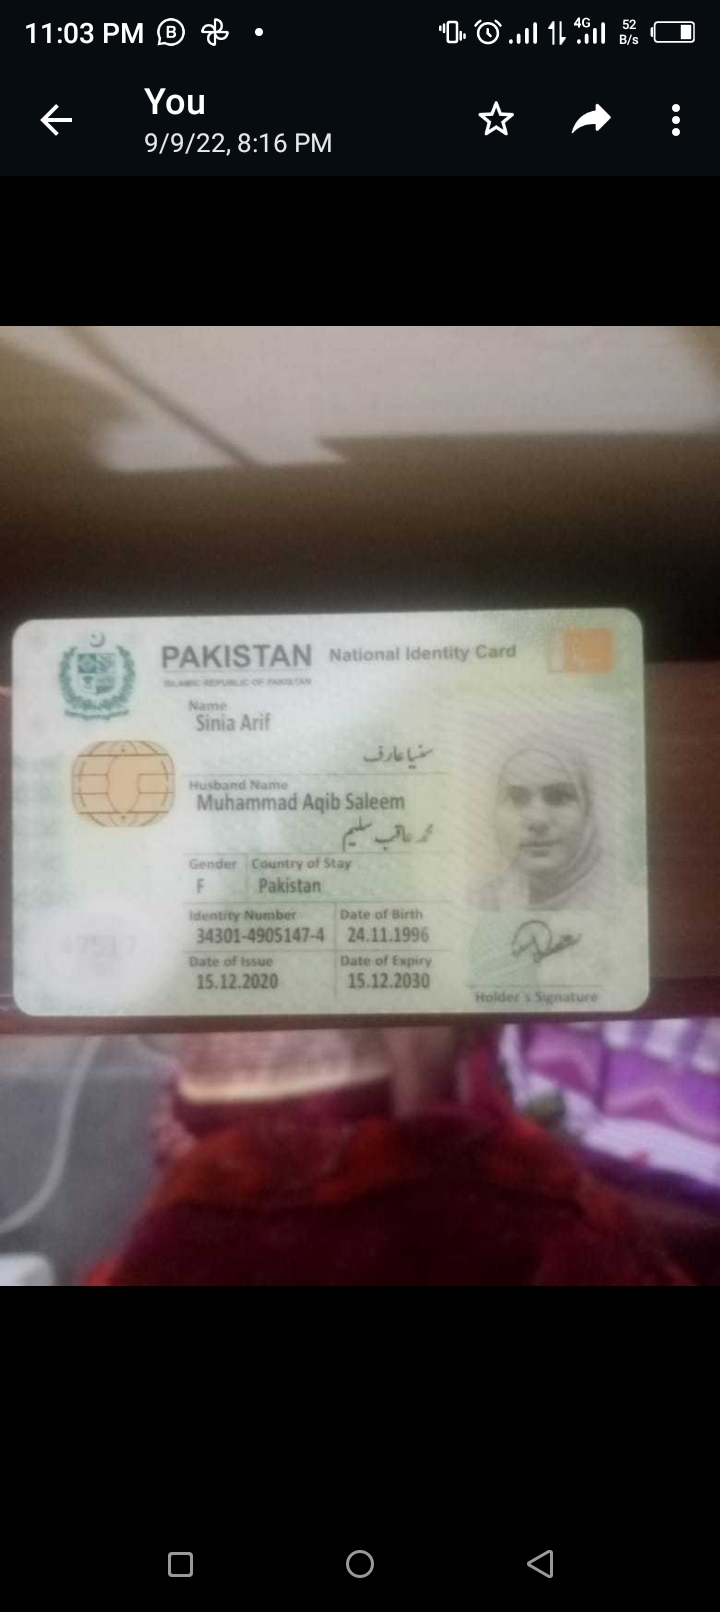 11:03 PM
4G
52
B/s
You
9/9/22, 8:16 PM
PAKISTAN National Identity Card
ISLAMIC REPUBLIC OF PAKISTAN
Name
Sinia Arif
سنیا عارف
Husband Name
Muhammad Aqib Saleem
محمد عاقب سلیم
Gender Country of Stay
F Pakistan
Identity Number Date of Birth
34301-4905147-4 24.11.1996
Date of Issue Date of Expiry
15.12.2020 15.12.2030
Holder's Signature